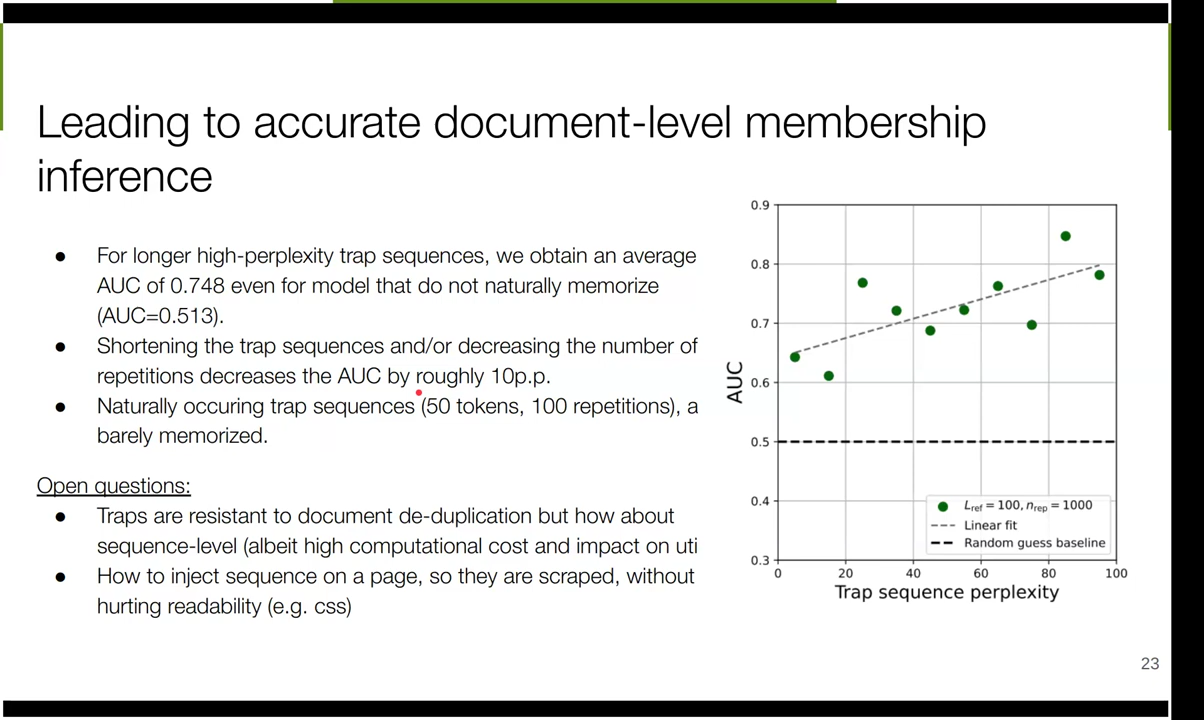 Leading to accurate document-level membership
inference
● For longer high-perplexity trap sequences, we obtain an average
AUC of 0.748 even for model that do not naturally memorize
(AUC=0.513).
● Shortening the trap sequences and/or decreasing the number of
repetitions decreases the AUC by roughly 10p.p.
● Naturally occuring trap sequences (50 tokens, 100 repetitions), a
barely memorized.
Open questions:
● Traps are resistant to document de-duplication but how about
sequence-level (albeit high computational cost and impact on uti
● How to inject sequence on a page, so they are scraped, without
hurting readability (e.g. css)
0.9
0.8
0.7
0.6
0.5
0.4
0.3
AUC
L_ref = 100, n_rep = 1000
Linear fit
Random guess baseline
0 20 40 60 80 100
Trap sequence perplexity
23